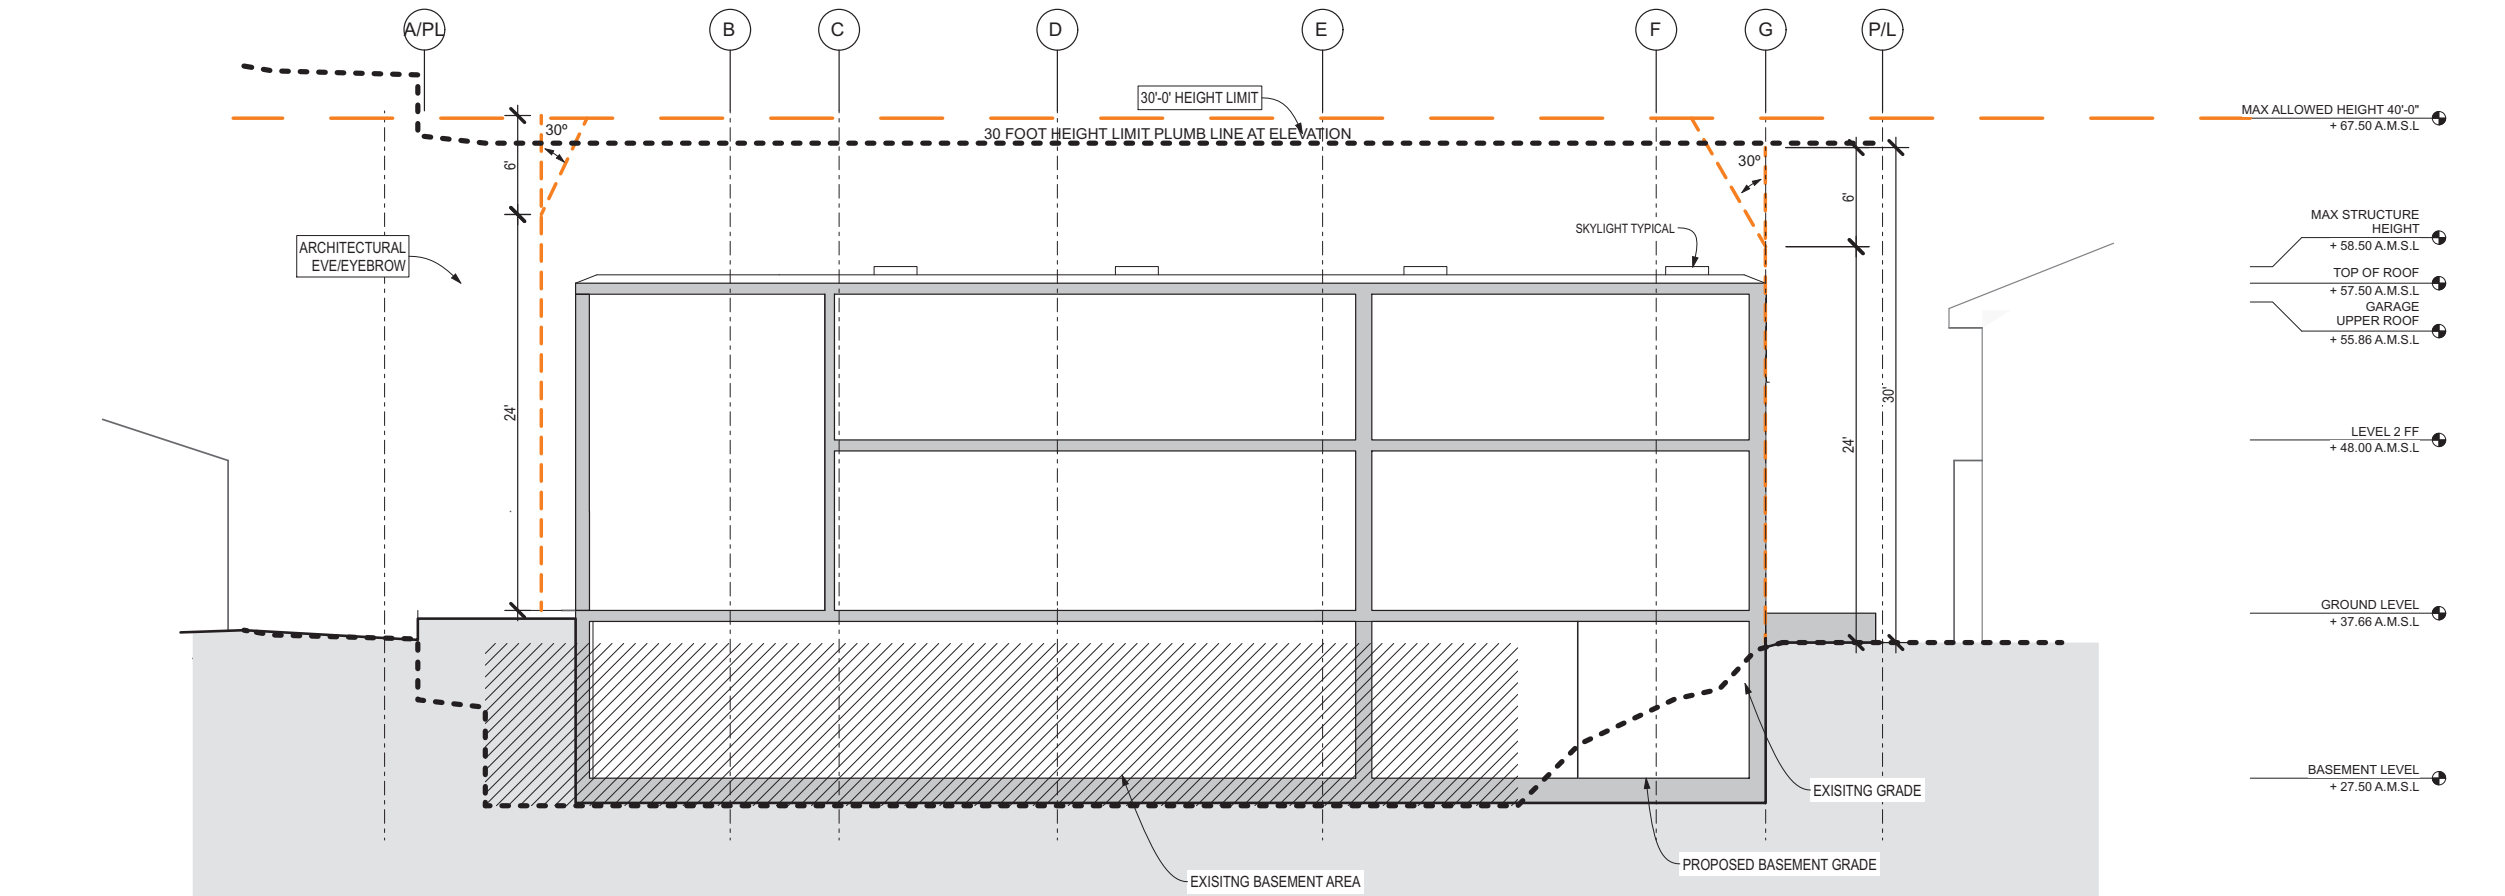 A/PL
B
C
D
E
F
G
P/L
30'-0' HEIGHT LIMIT
MAX ALLOWED HEIGHT 40'-0"
+ 67.50 A.M.S.L
30º
30 FOOT HEIGHT LIMIT PLUMB LINE AT ELEVATION
30º
6'
6'
ARCHITECTURAL
EVE/EYEBROW
SKYLIGHT TYPICAL
MAX STRUCTURE
HEIGHT
+ 58.50 A.M.S.L
TOP OF ROOF
+ 57.50 A.M.S.L
GARAGE
UPPER ROOF
+ 55.86 A.M.S.L
24'
24'
30'
LEVEL 2 FF
+ 48.00 A.M.S.L
GROUND LEVEL
+ 37.66 A.M.S.L
BASEMENT LEVEL
+ 27.50 A.M.S.L
EXISITNG GRADE
PROPOSED BASEMENT GRADE
EXISITNG BASEMENT AREA